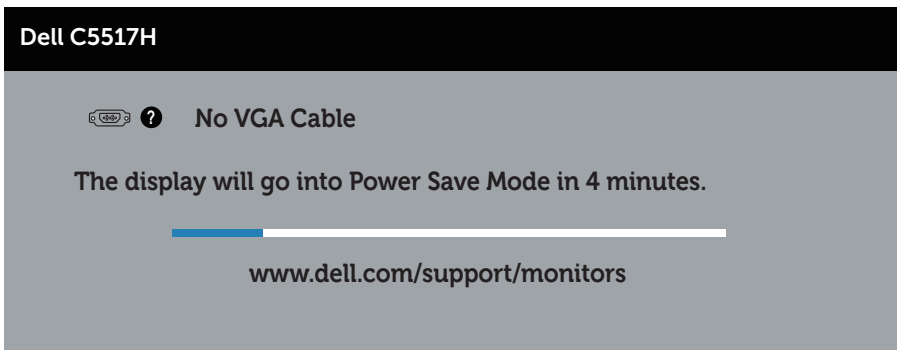 Dell C5517H
? No VGA Cable
The display will go into Power Save Mode in 4 minutes.
www.dell.com/support/monitors